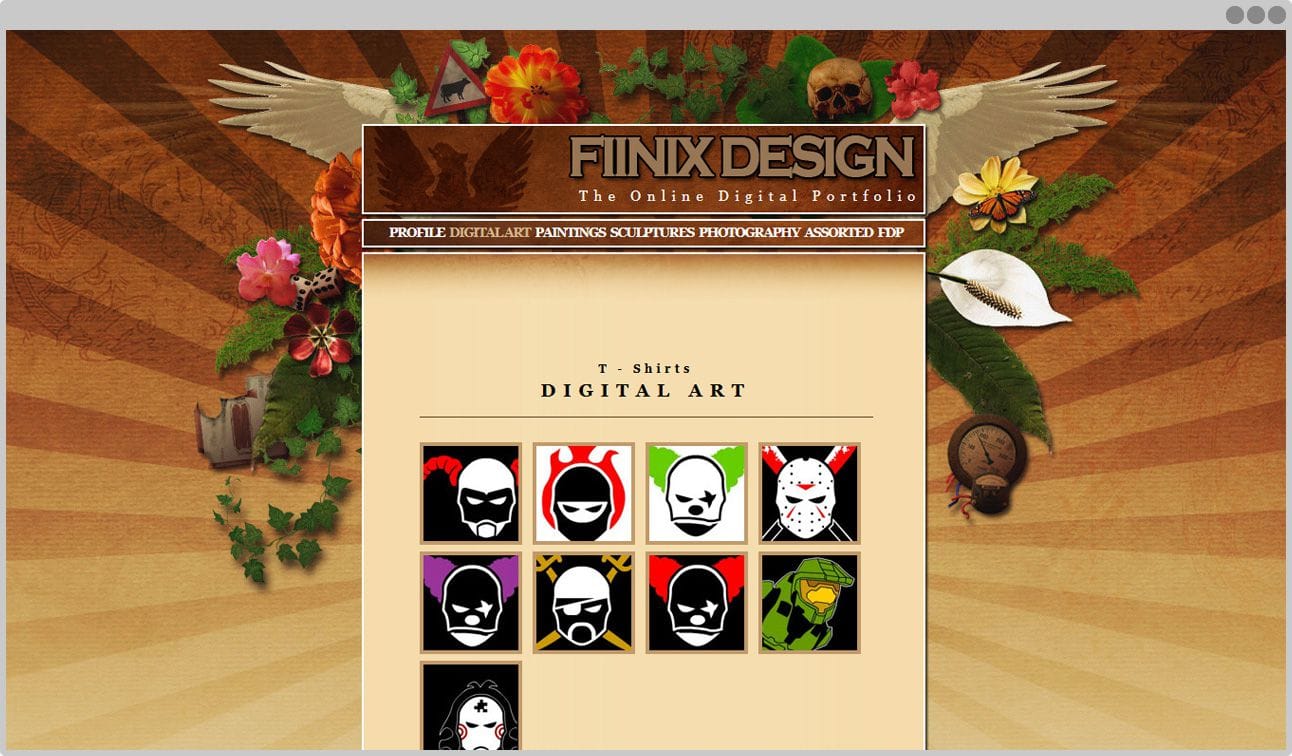 FIINIX DESIGN
The Online Digital Portfolio
PROFILE DIGITALART PAINTINGS SCULPTURES PHOTOGRAPHY ASSORTED FDP
T - Shirts
DIGITAL ART